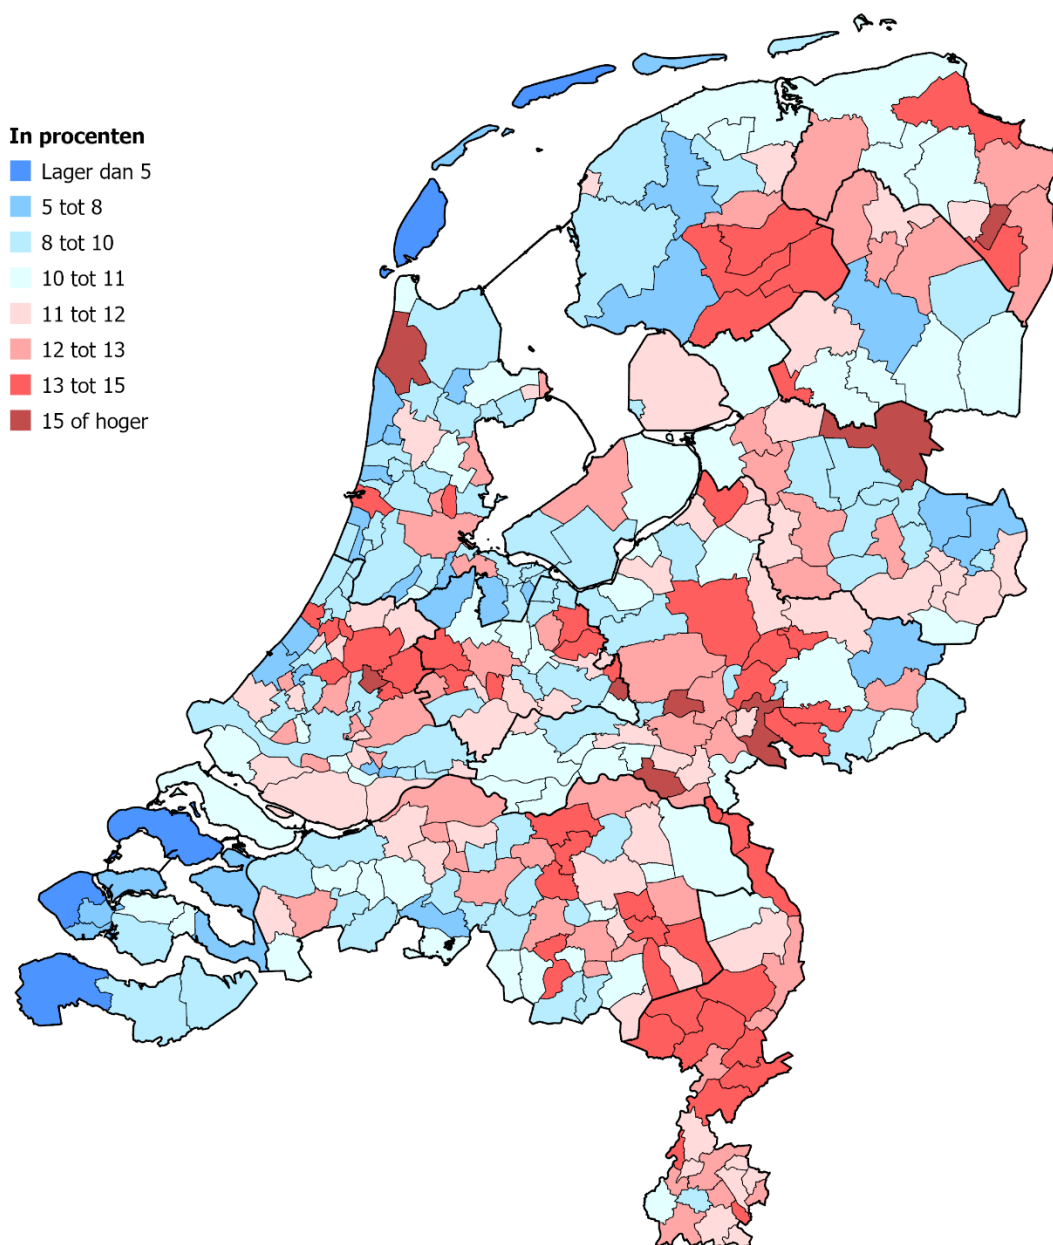 In procenten
Lager dan 5
5 tot 8
8 tot 10
10 tot 11
11 tot 12
12 tot 13
13 tot 15
15 of hoger